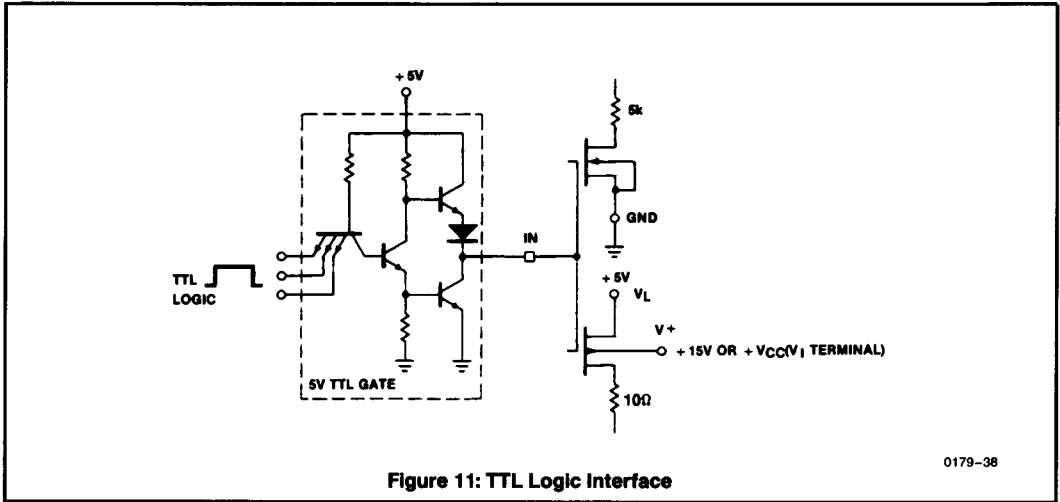 + 5V
5k
GND
IN
TTL
LOGIC
+ 5V
VL
V+
+ 15V OR + VCC(VI TERMINAL)
5V TTL GATE
10Ω
0179-38
Figure 11: TTL Logic Interface